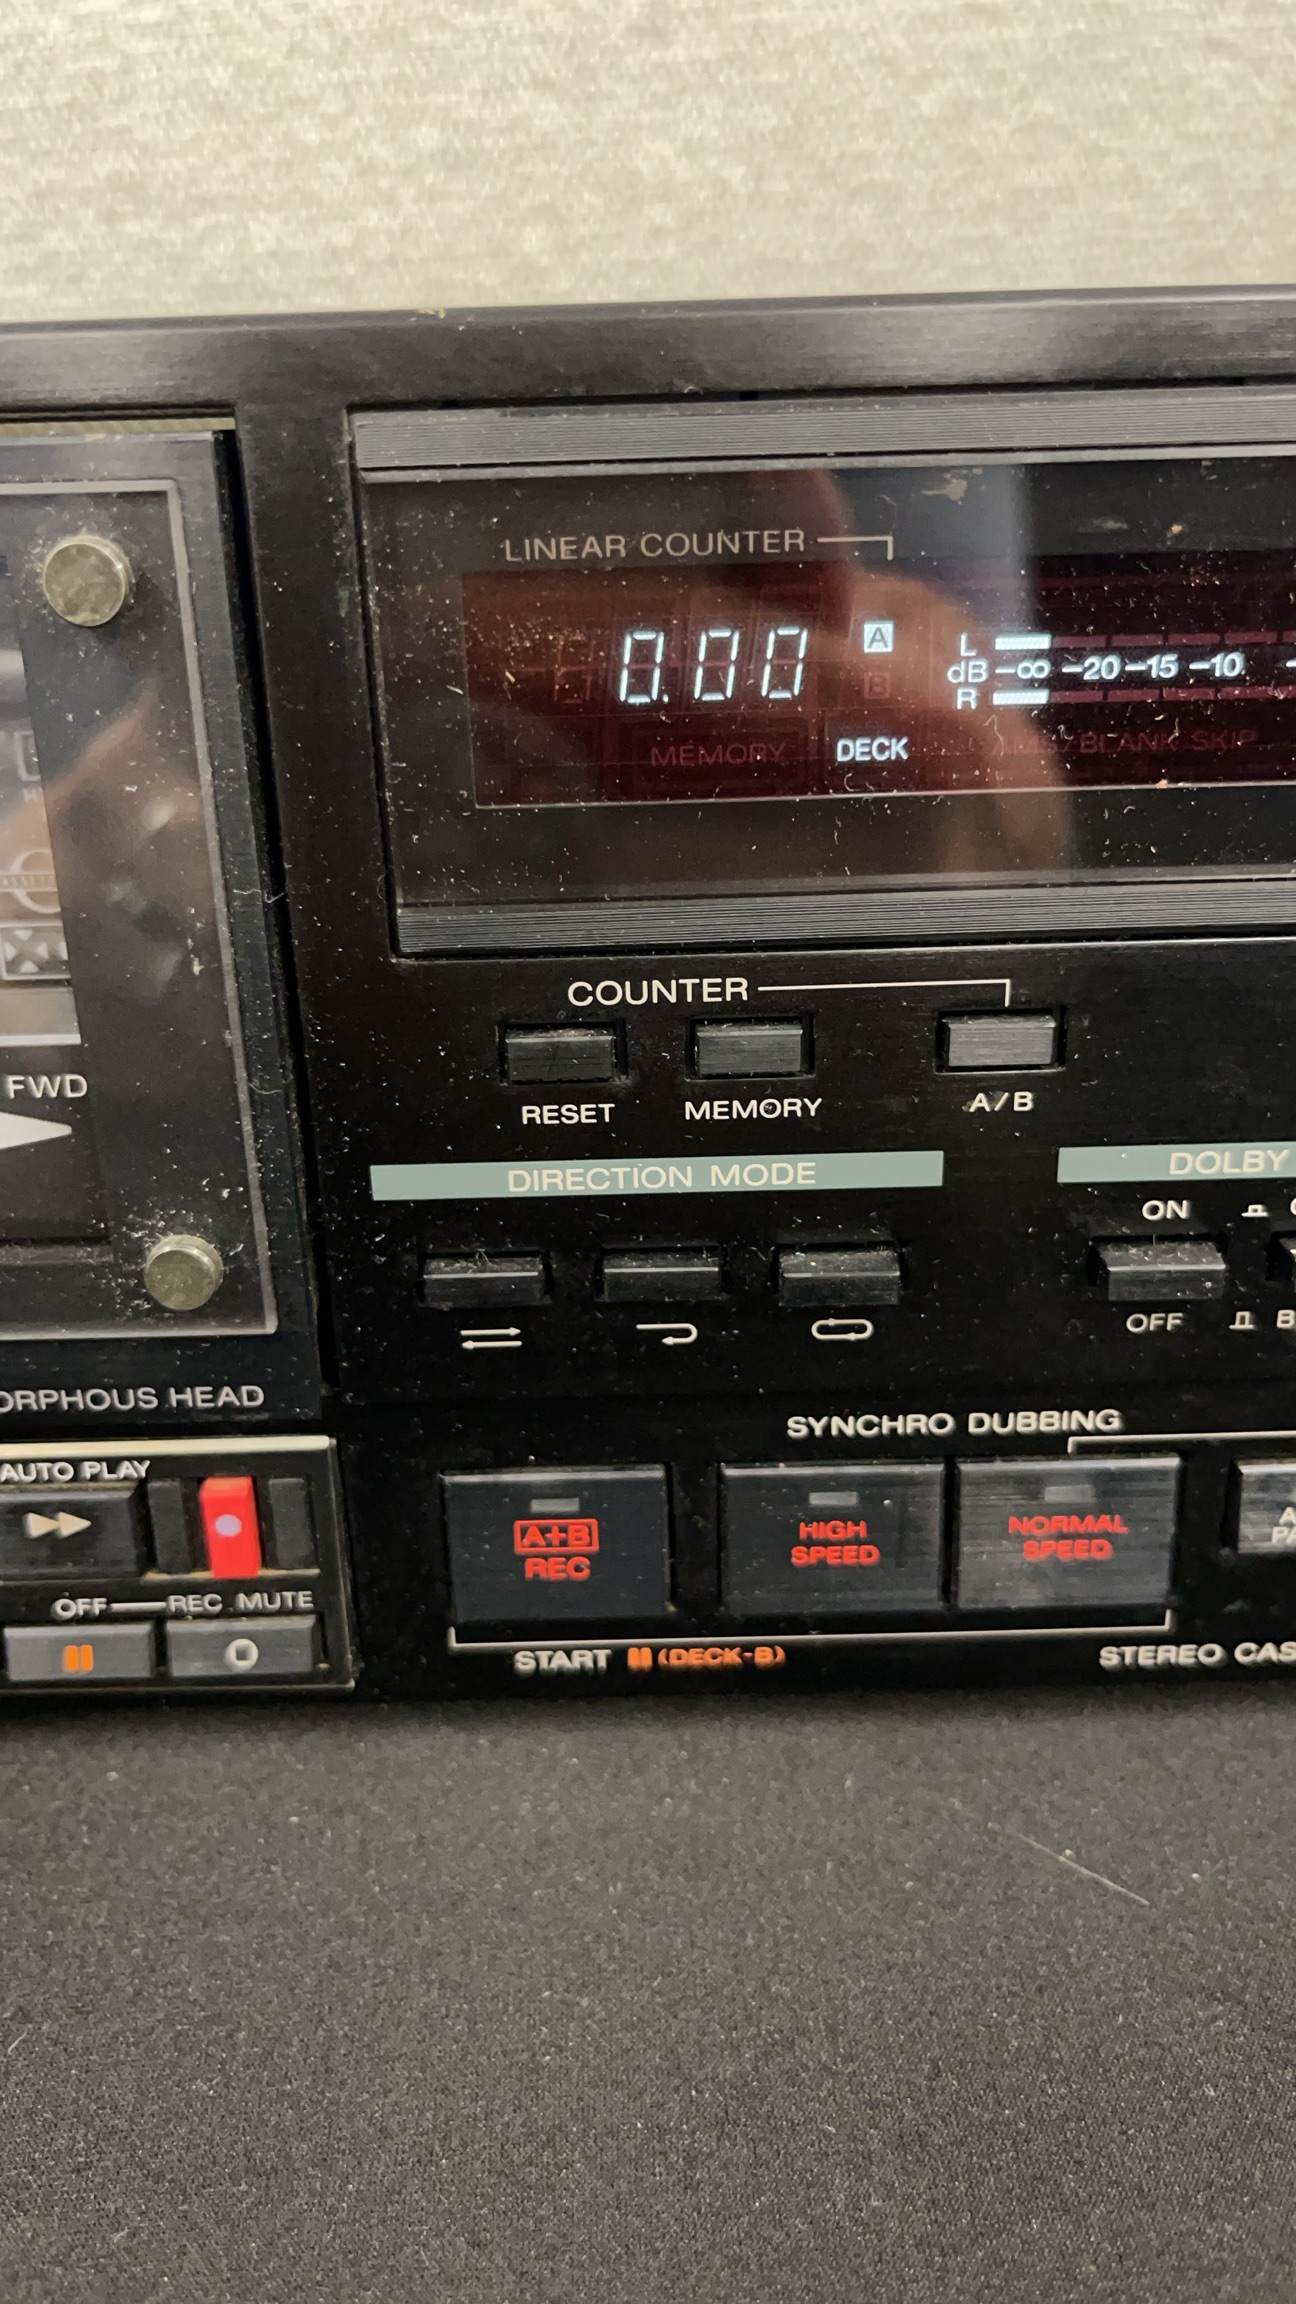 LINEAR COUNTER
0.00 A
B
L
dB -∞ -20 -15 -10 -
R
MEMORY DECK AMS/BLANK SKIP
COUNTER
RESET MEMORY A/B
FWD
DIRECTION MODE
DOLBY
ON
OFF B
ORPHOUS HEAD
SYNCHRO DUBBING
AUTO PLAY
A+B
REC
HIGH
SPEED
NORMAL
SPEED
A
PA
OFF REC MUTE
START (DECK-B)
STEREO CAS